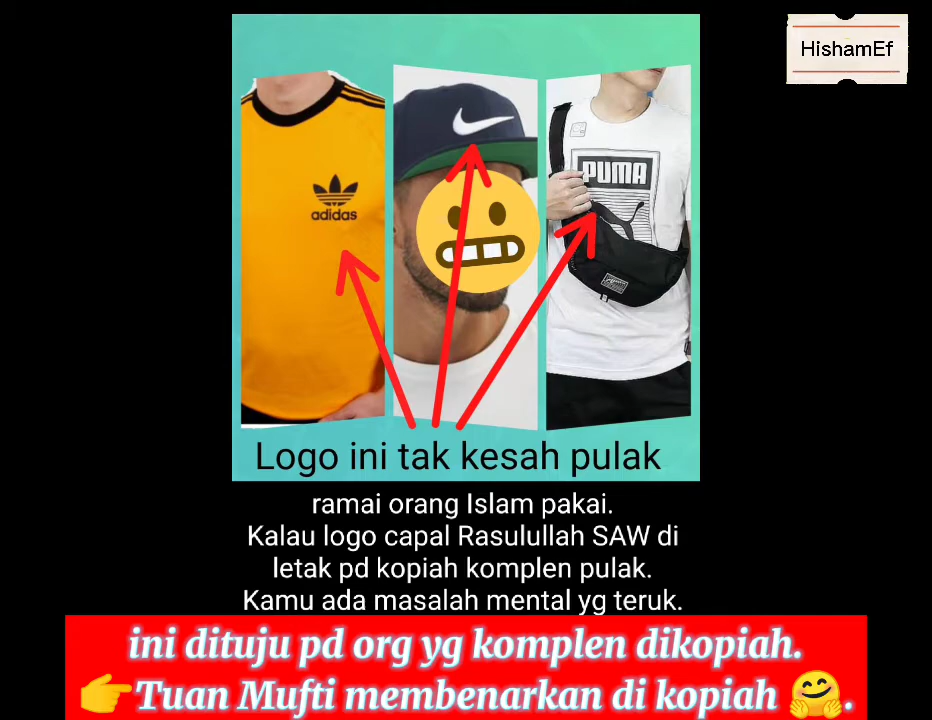 HishamEf
adidas
PUMA
Logo ini tak kesah pulak
ramai orang Islam pakai.
Kalau logo capal Rasulullah SAW di
letak pd kopiah komplen pulak.
Kamu ada masalah mental yg teruk.
ini dituju pd org yg komplen dikopiah.
👉Tuan Mufti membenarkan di kopiah 🤗.